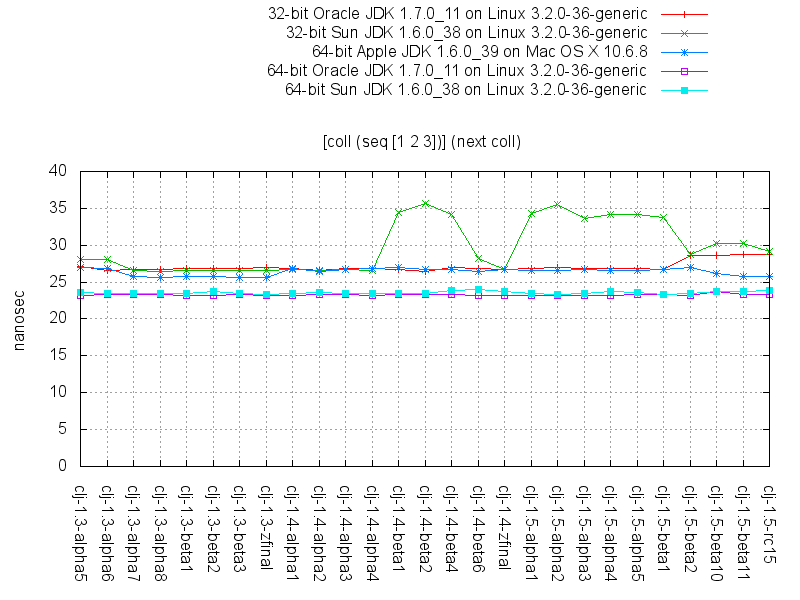 32-bit Oracle JDK 1.7.0_11 on Linux 3.2.0-36-generic
32-bit Sun JDK 1.6.0_38 on Linux 3.2.0-36-generic
64-bit Apple JDK 1.6.0_39 on Mac OS X 10.6.8
64-bit Oracle JDK 1.7.0_11 on Linux 3.2.0-36-generic
64-bit Sun JDK 1.6.0_38 on Linux 3.2.0-36-generic
[coll (seq [1 2 3])] (next coll)
40
35
30
25
20
15
10
5
0
nanosec
clj-1.3-alpha5
clj-1.3-alpha6
clj-1.3-alpha7
clj-1.3-alpha8
clj-1.3-beta1
clj-1.3-beta2
clj-1.3-beta3
clj-1.3-zfinal
clj-1.4-alpha1
clj-1.4-alpha2
clj-1.4-alpha3
clj-1.4-alpha4
clj-1.4-beta1
clj-1.4-beta2
clj-1.4-beta4
clj-1.4-beta6
clj-1.4-zfinal
clj-1.5-alpha1
clj-1.5-alpha2
clj-1.5-alpha3
clj-1.5-alpha4
clj-1.5-alpha5
clj-1.5-beta1
clj-1.5-beta2
clj-1.5-beta10
clj-1.5-beta11
clj-1.5-rc15